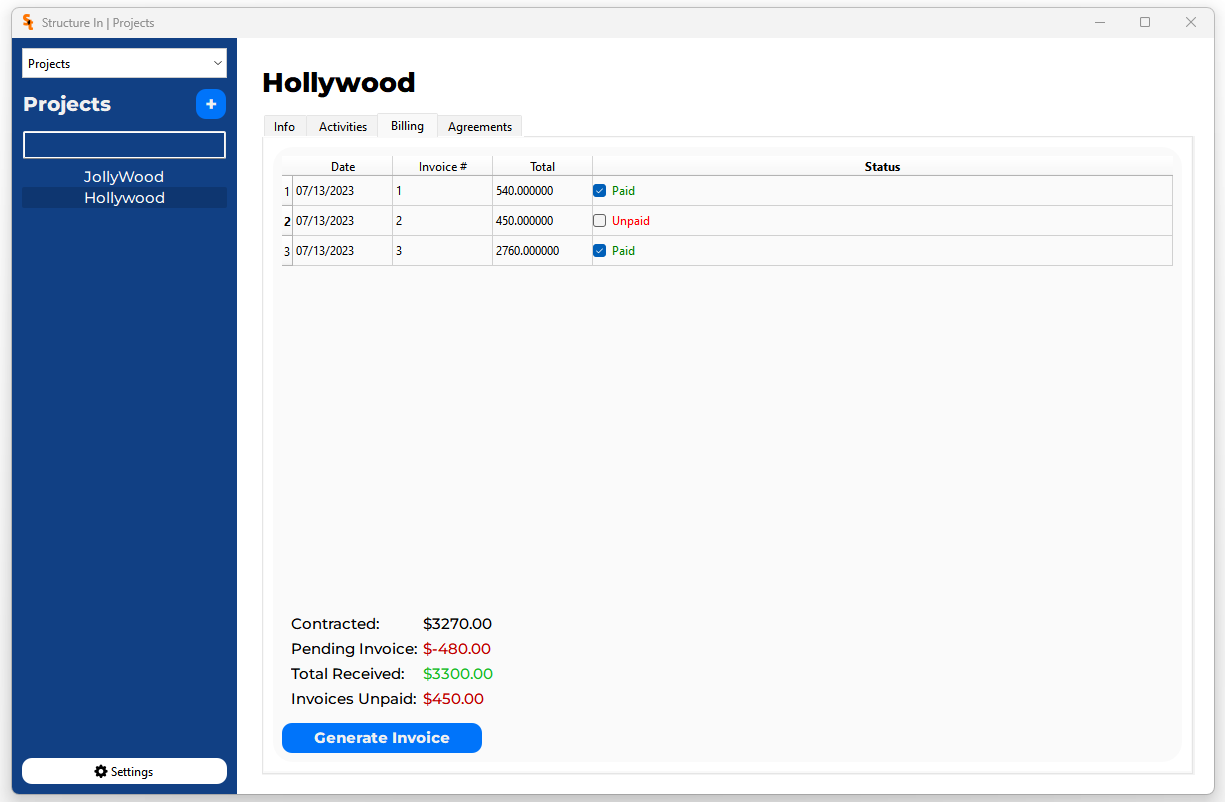 Structure In | Projects
Projects
Projects +
JollyWood
Hollywood
Settings
Hollywood
Info Activities Billing Agreements
Date Invoice # Total Status
1 07/13/2023 1 540.000000 Paid
2 07/13/2023 2 450.000000 Unpaid
3 07/13/2023 3 2760.000000 Paid
Contracted: $3270.00
Pending Invoice: $-480.00
Total Received: $3300.00
Invoices Unpaid: $450.00
Generate Invoice